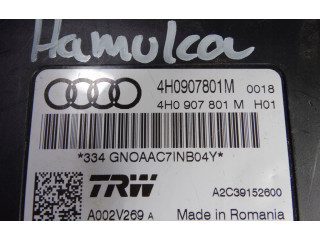 Hamulca
4H0907801M 0018
4H0 907 801 M H01
*334 GNOAAC7INB04Y*
TRW A2C39152600
A002V269 A Made in Romania